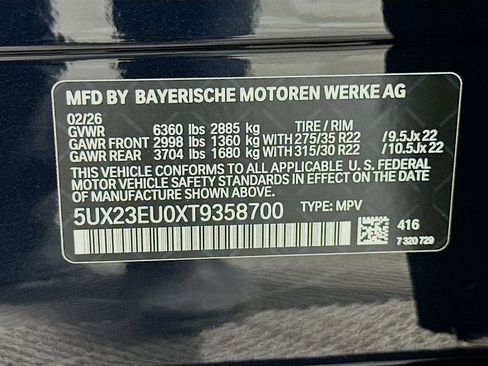 MFD BY BAYERISCHE MOTOREN WERKE AG
02/26
GVWR 6360 lbs 2885 kg TIRE / RIM
GAWR FRONT 2998 lbs 1360 kg WITH 275/35 R22 / 9.5Jx22
GAWR REAR 3704 lbs 1680 kg WITH 315/30 R22 / 10.5Jx22
THIS VEHICLE CONFORMS TO ALL APPLICABLE U. S. FEDERAL
MOTOR VEHICLE SAFETY STANDARDS IN EFFECT ON THE DATE
OF MANUFACTURE SHOWN ABOVE.
5UX23EU0XT9358700 TYPE: MPV
416
7 320 729